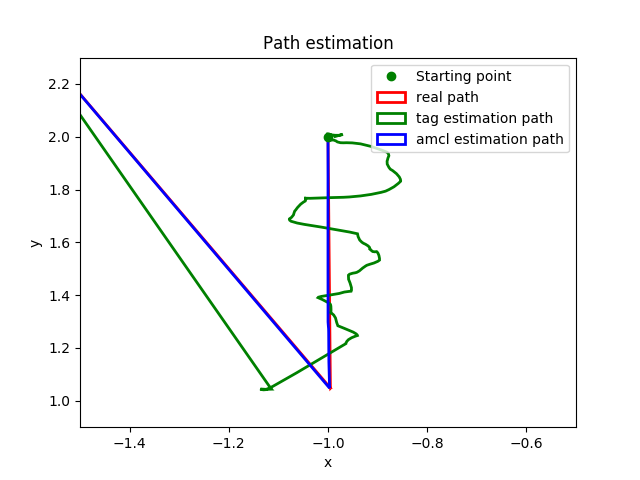 Path estimation
Starting point
real path
tag estimation path
amcl estimation path
y
2.2
2.0
1.8
1.6
1.4
1.2
1.0
−1.4
−1.2
−1.0
−0.8
−0.6
x